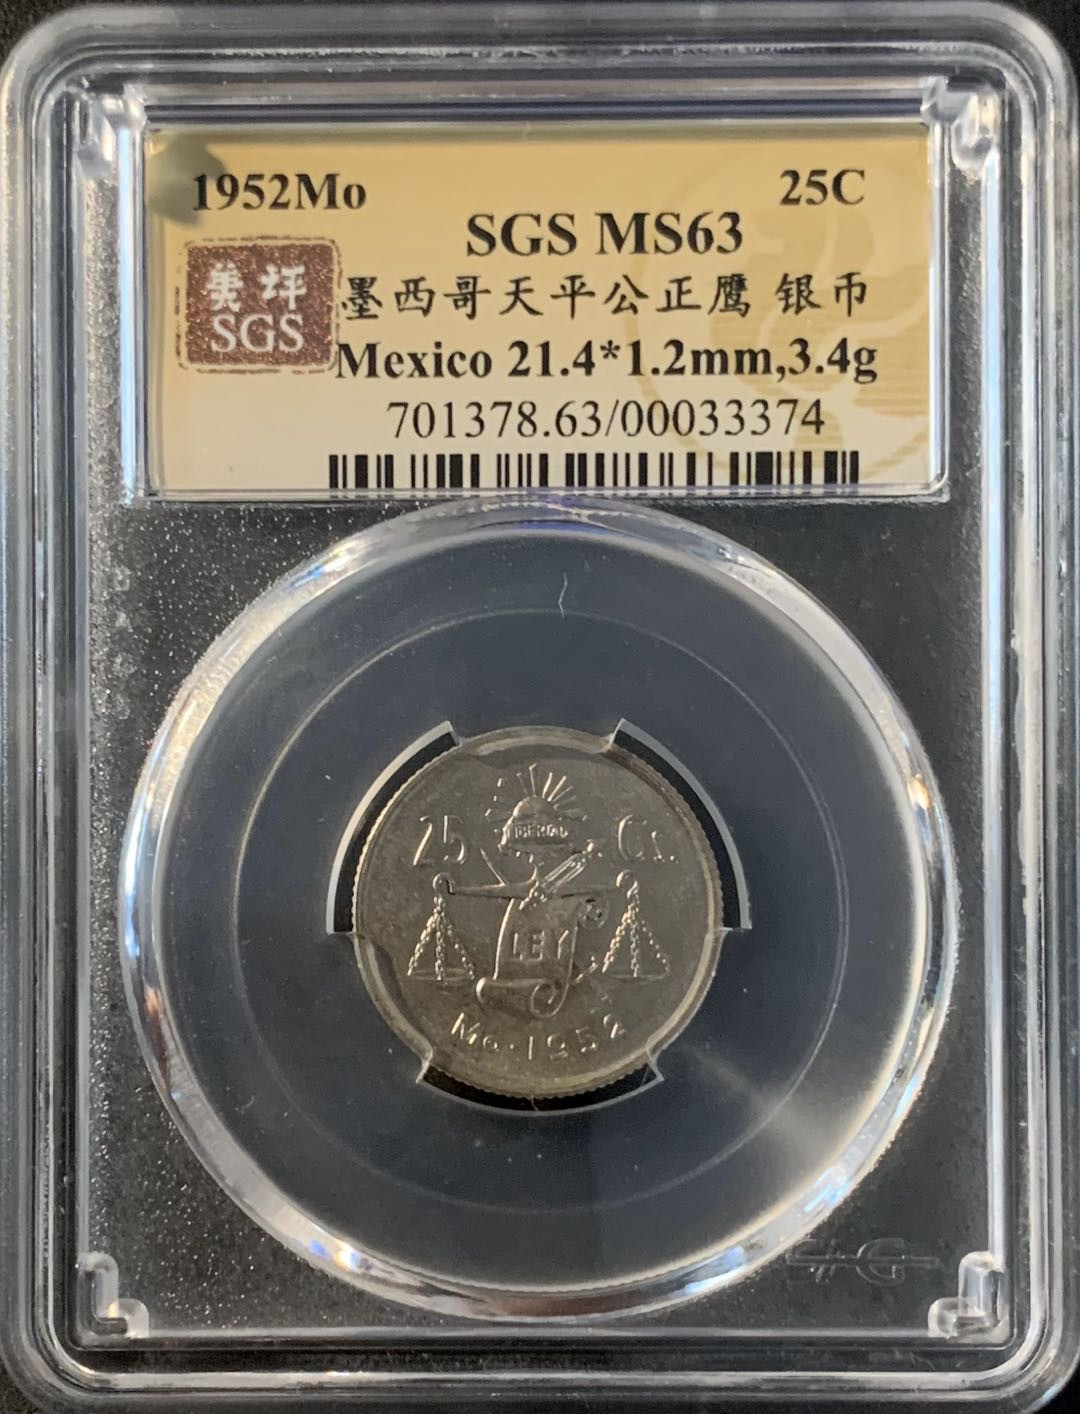 1952Mo 25C
SGS MS63
美 评
SGS
墨西哥天平公正鹰 银币
Mexico 21.4*1.2mm,3.4g
701378.63/00033374
25 Cs.
LIBERTAD
LEY
Mo·1952